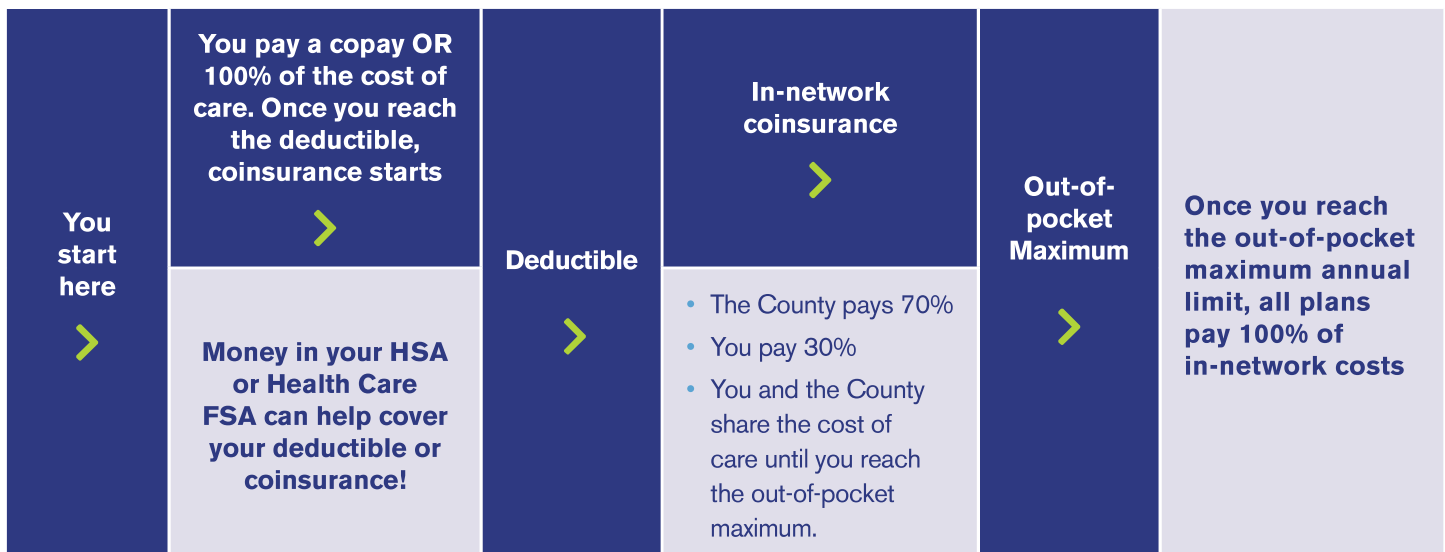 You
start
here
You pay a copay OR
100% of the cost of
care. Once you reach
the deductible,
coinsurance starts
Money in your HSA
or Health Care
FSA can help cover
your deductible or
coinsurance!
Deductible
In-network
coinsurance
• The County pays 70%
• You pay 30%
• You and the County
share the cost of
care until you reach
the out-of-pocket
maximum.
Out-of-
pocket
Maximum
Once you reach
the out-of-pocket
maximum annual
limit, all plans
pay 100% of
in-network costs